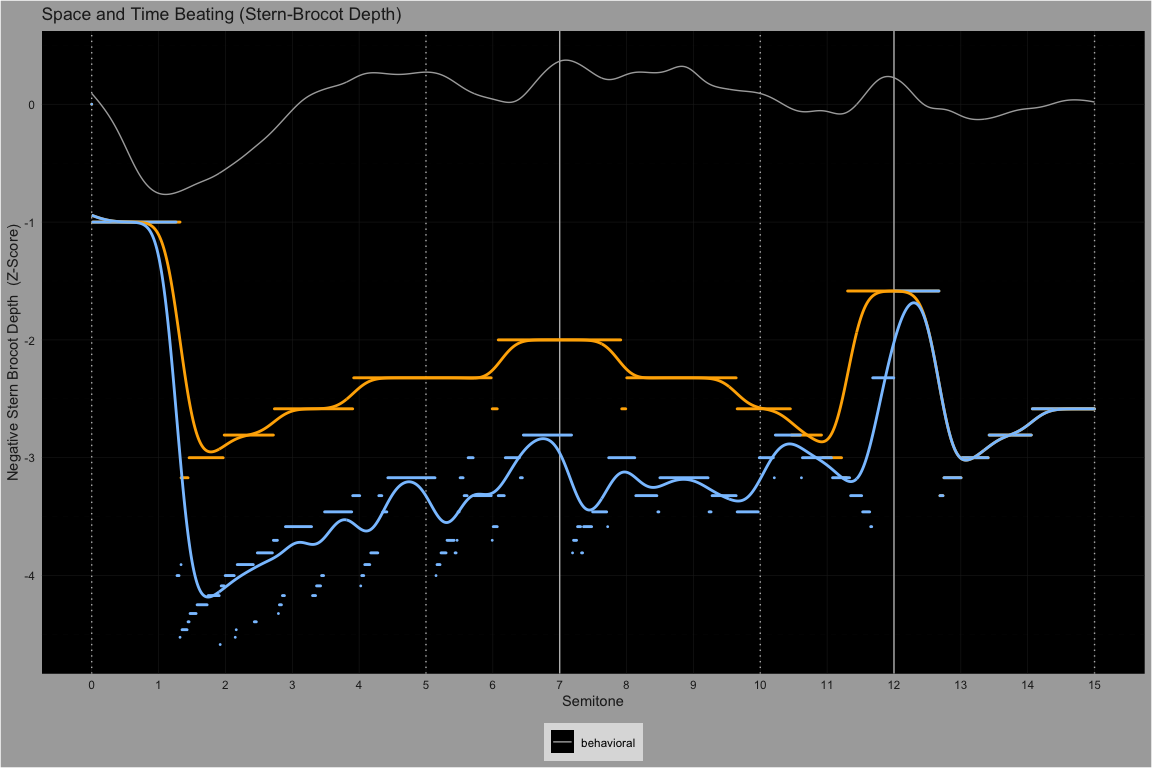 Space and Time Beating (Stern-Brocot Depth)
Negative Stern Brocot Depth (Z-Score)
0
-1
-2
-3
-4
0 1 2 3 4 5 6 7 8 9 10 11 12 13 14 15
Semitone
behavioral